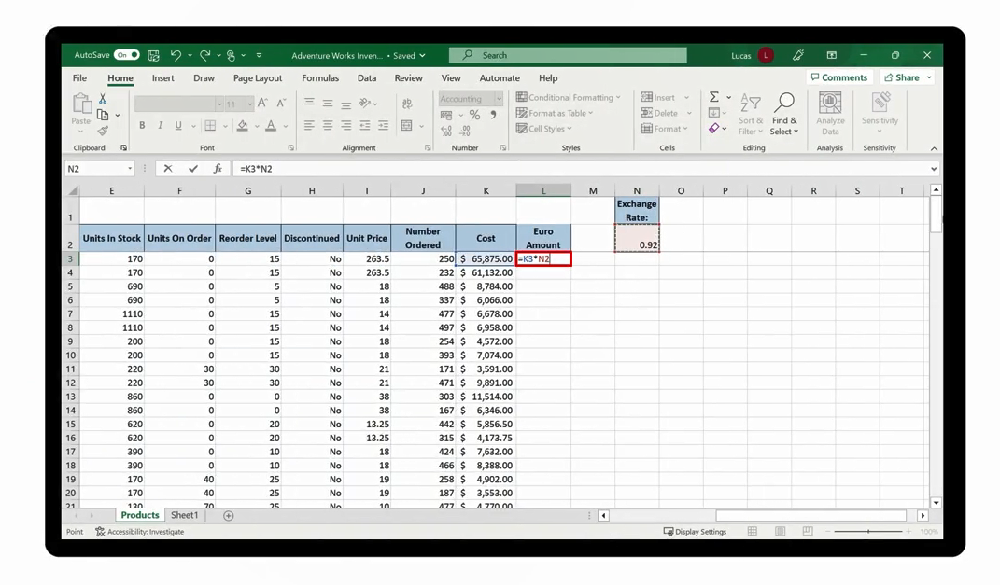 AutoSave On Adventure Works Inven... • Saved Search Lucas L
File Home Insert Draw Page Layout Formulas Data Review View Automate Help Comments Share
Paste
11 A A
B I U A
Clipboard
Font
Alignment
Accounting
% ,
Number
Conditional Formatting
Format as Table
Cell Styles
Styles
Insert
Delete
Format
Cells
Σ
Sort &
Filter
Find &
Select
Editing
Analyze
Data
Analysis
Sensitivity
Sensitivity
N2 fx =K3*N2
E F G H I J K L M N O P Q R S T
1 Exchange
Rate:
2 Units In Stock Units On Order Reorder Level Discontinued Unit Price Number
Ordered Cost Euro
Amount 0.92
3 170 0 15 No 263.5 250 $ 65,875.00 =K3*N2
4 170 0 15 No 263.5 232 $ 61,132.00
5 690 0 5 No 18 488 $ 8,784.00
6 690 0 5 No 18 337 $ 6,066.00
7 1110 0 15 No 14 477 $ 6,678.00
8 1110 0 15 No 14 497 $ 6,958.00
9 200 0 15 No 18 254 $ 4,572.00
10 200 0 15 No 18 393 $ 7,074.00
11 220 30 30 No 21 171 $ 3,591.00
12 220 30 30 No 21 471 $ 9,891.00
13 860 0 0 No 38 303 $ 11,514.00
14 860 0 0 No 38 167 $ 6,346.00
15 620 0 20 No 13.25 442 $ 5,856.50
16 620 0 20 No 13.25 315 $ 4,173.75
17 390 0 10 No 18 424 $ 7,632.00
18 390 0 10 No 18 466 $ 8,388.00
19 170 40 25 No 19 258 $ 4,902.00
20 170 40 25 No 19 187 $ 3,553.00
21 130 70 25 No 10 477 $ 4,770.00
Products Sheet1
Point Accessibility: Investigate Display Settings 100%